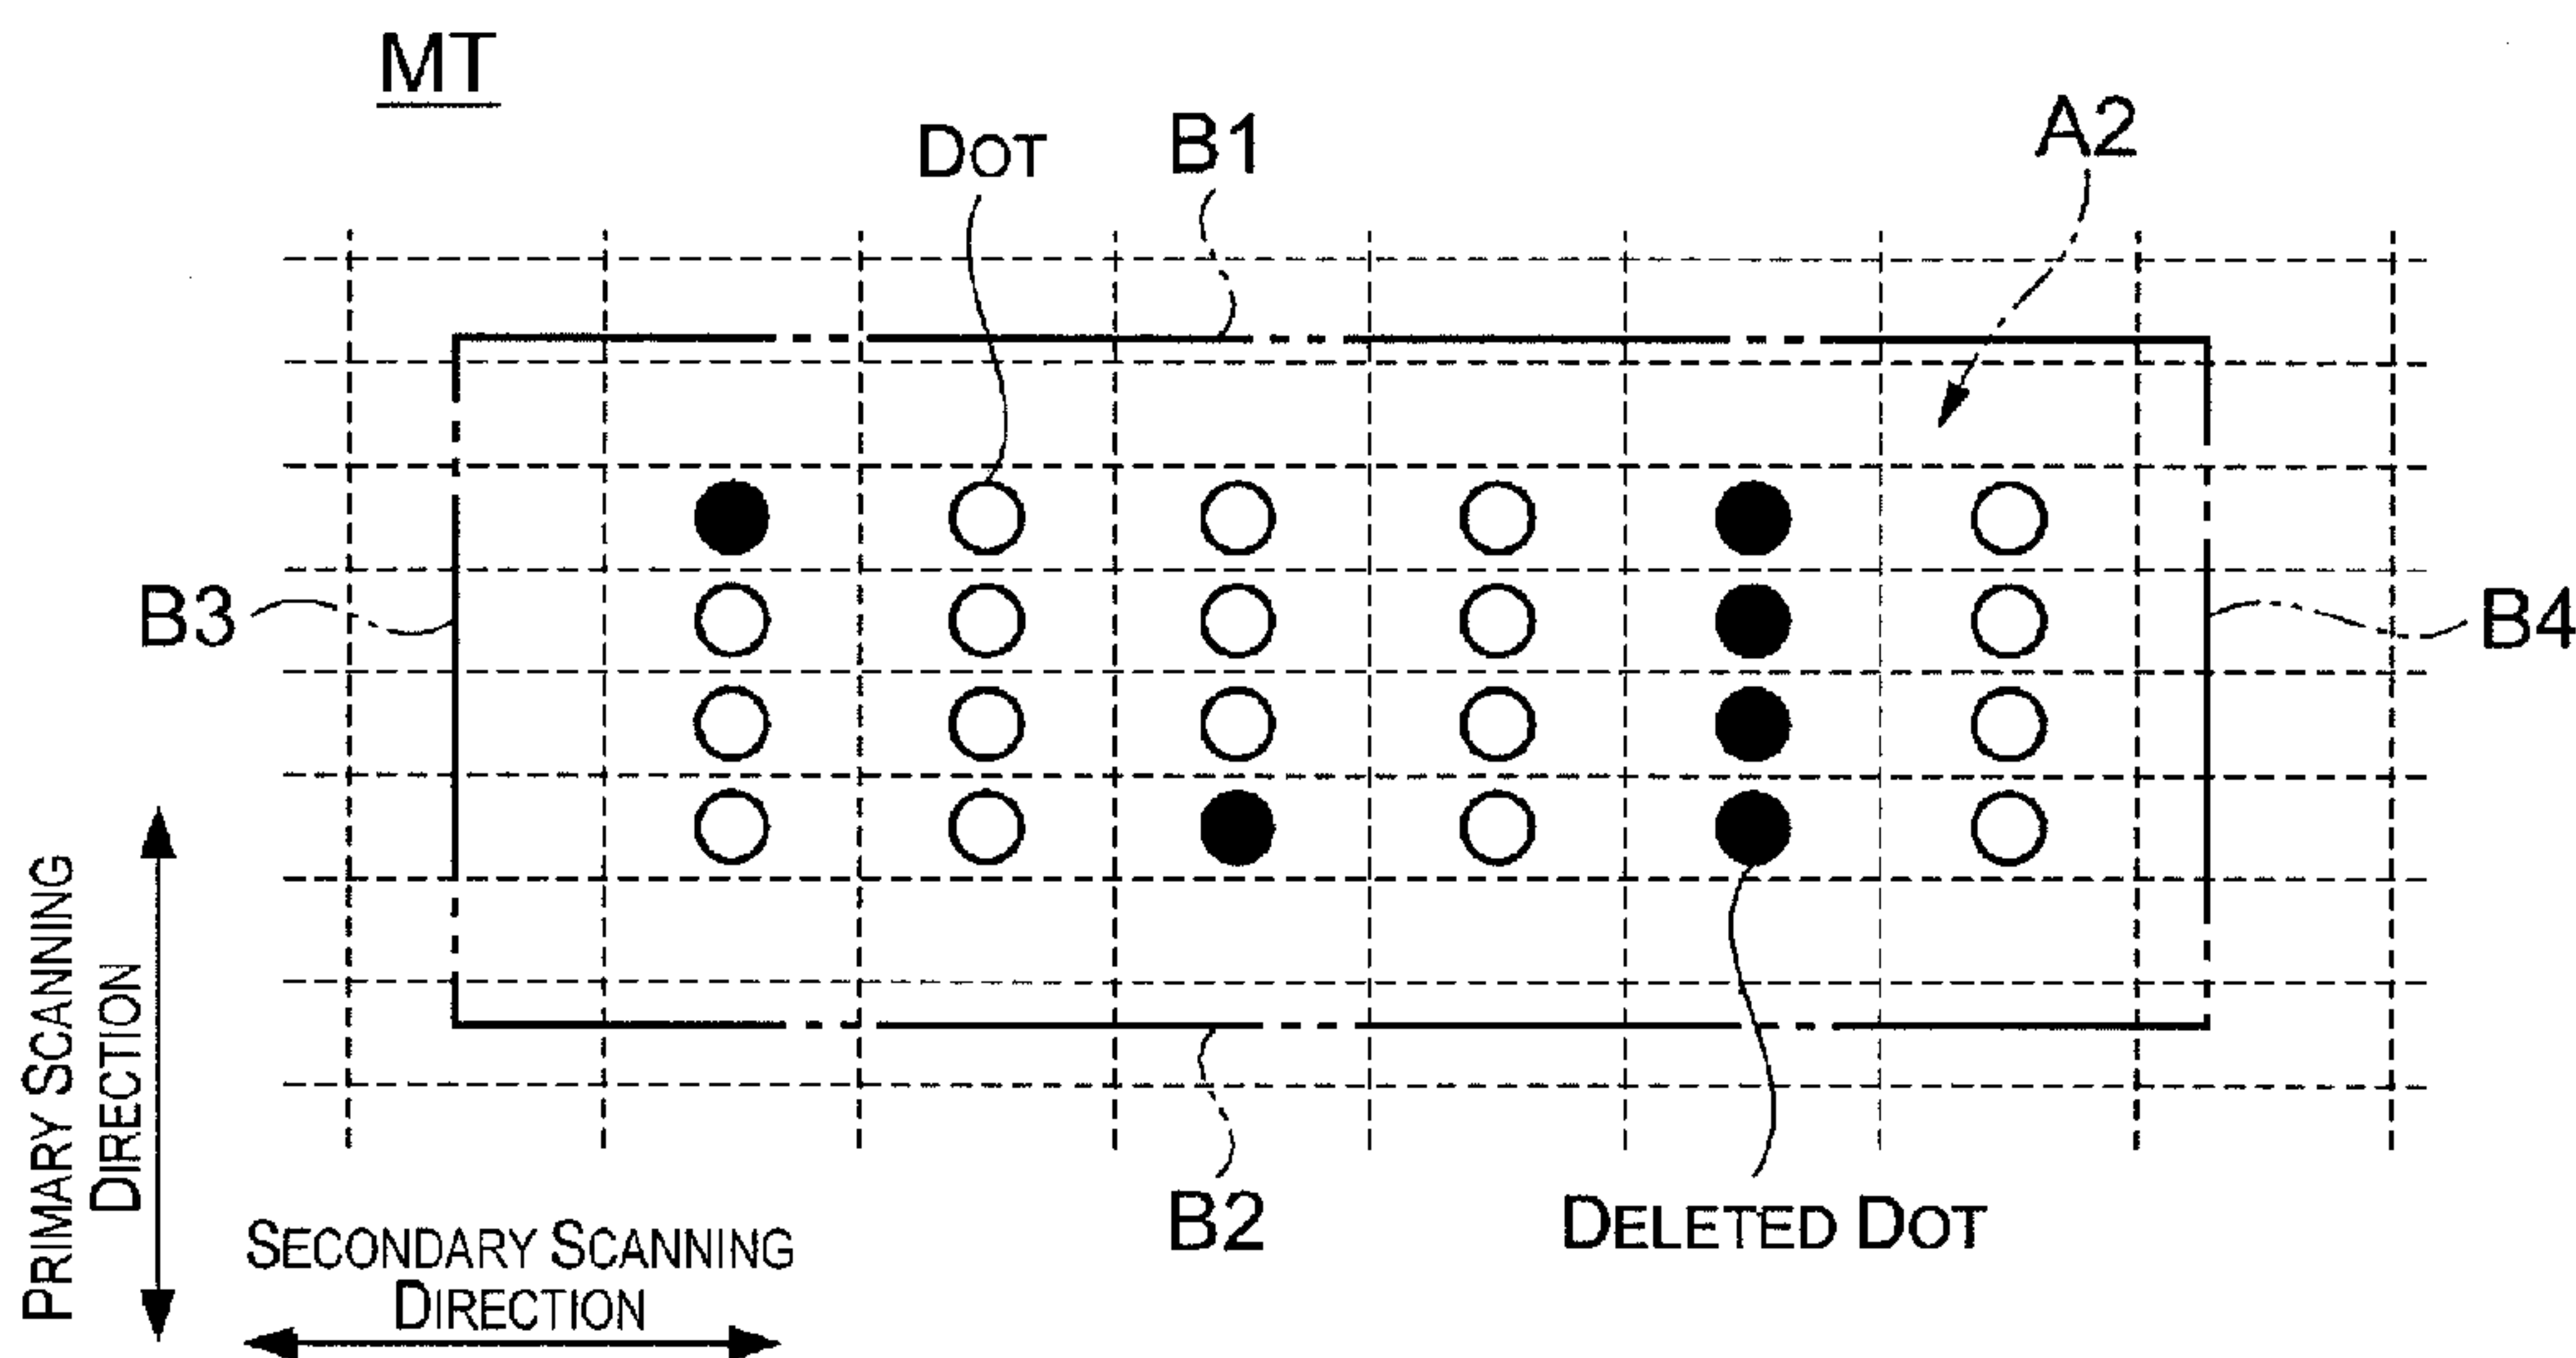 MT
DOT
B1
A2
B3
B4
PRIMARY SCANNING
DIRECTION
SECONDARY SCANNING
DIRECTION
B2
DELETED DOT